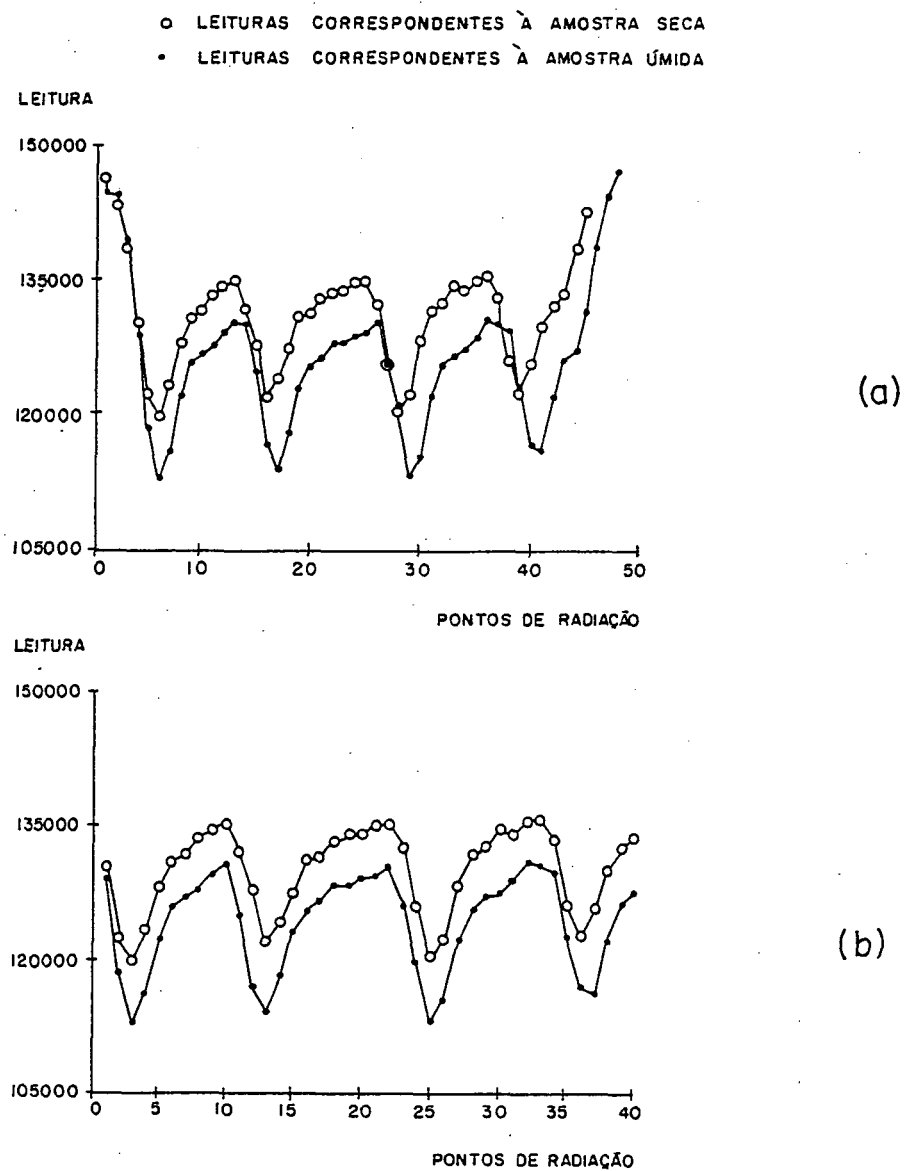 O LEITURAS CORRESPONDENTES À AMOSTRA SECA
• LEITURAS CORRESPONDENTES À AMOSTRA ÚMIDA
LEITURA
150000
135000
120000
105000
0 10 20 30 40 50
PONTOS DE RADIAÇÃO
(a)
LEITURA
150000
135000
120000
105000
0 5 10 15 20 25 30 35 40
PONTOS DE RADIAÇÃO
(b)